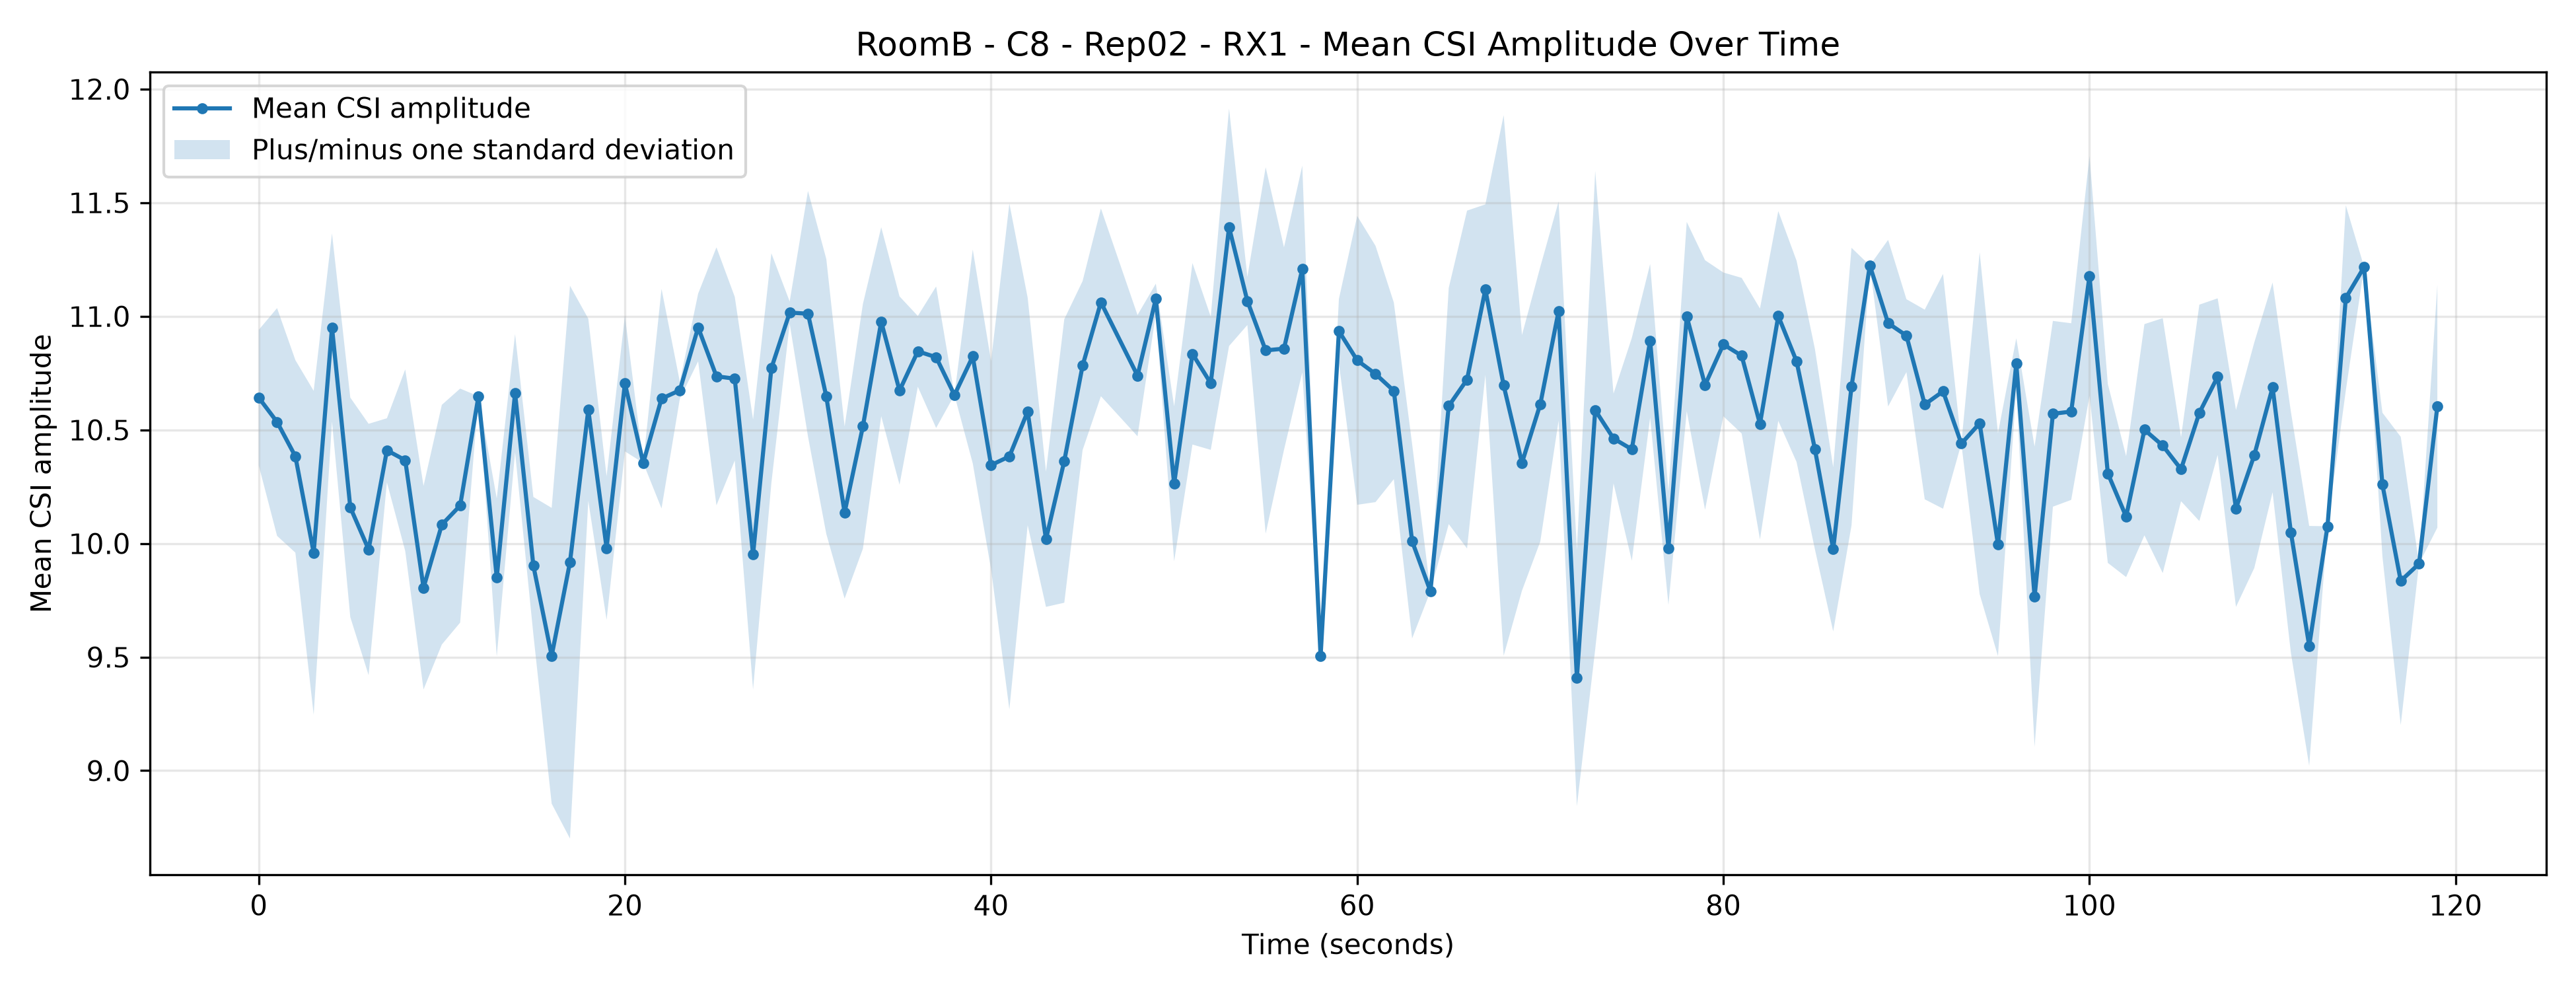 RoomB - C8 - Rep02 - RX1 - Mean CSI Amplitude Over Time
Mean CSI amplitude
Plus/minus one standard deviation
12.0
11.5
11.0
10.5
10.0
9.5
9.0
Mean CSI amplitude
0 20 40 60 80 100 120
Time (seconds)